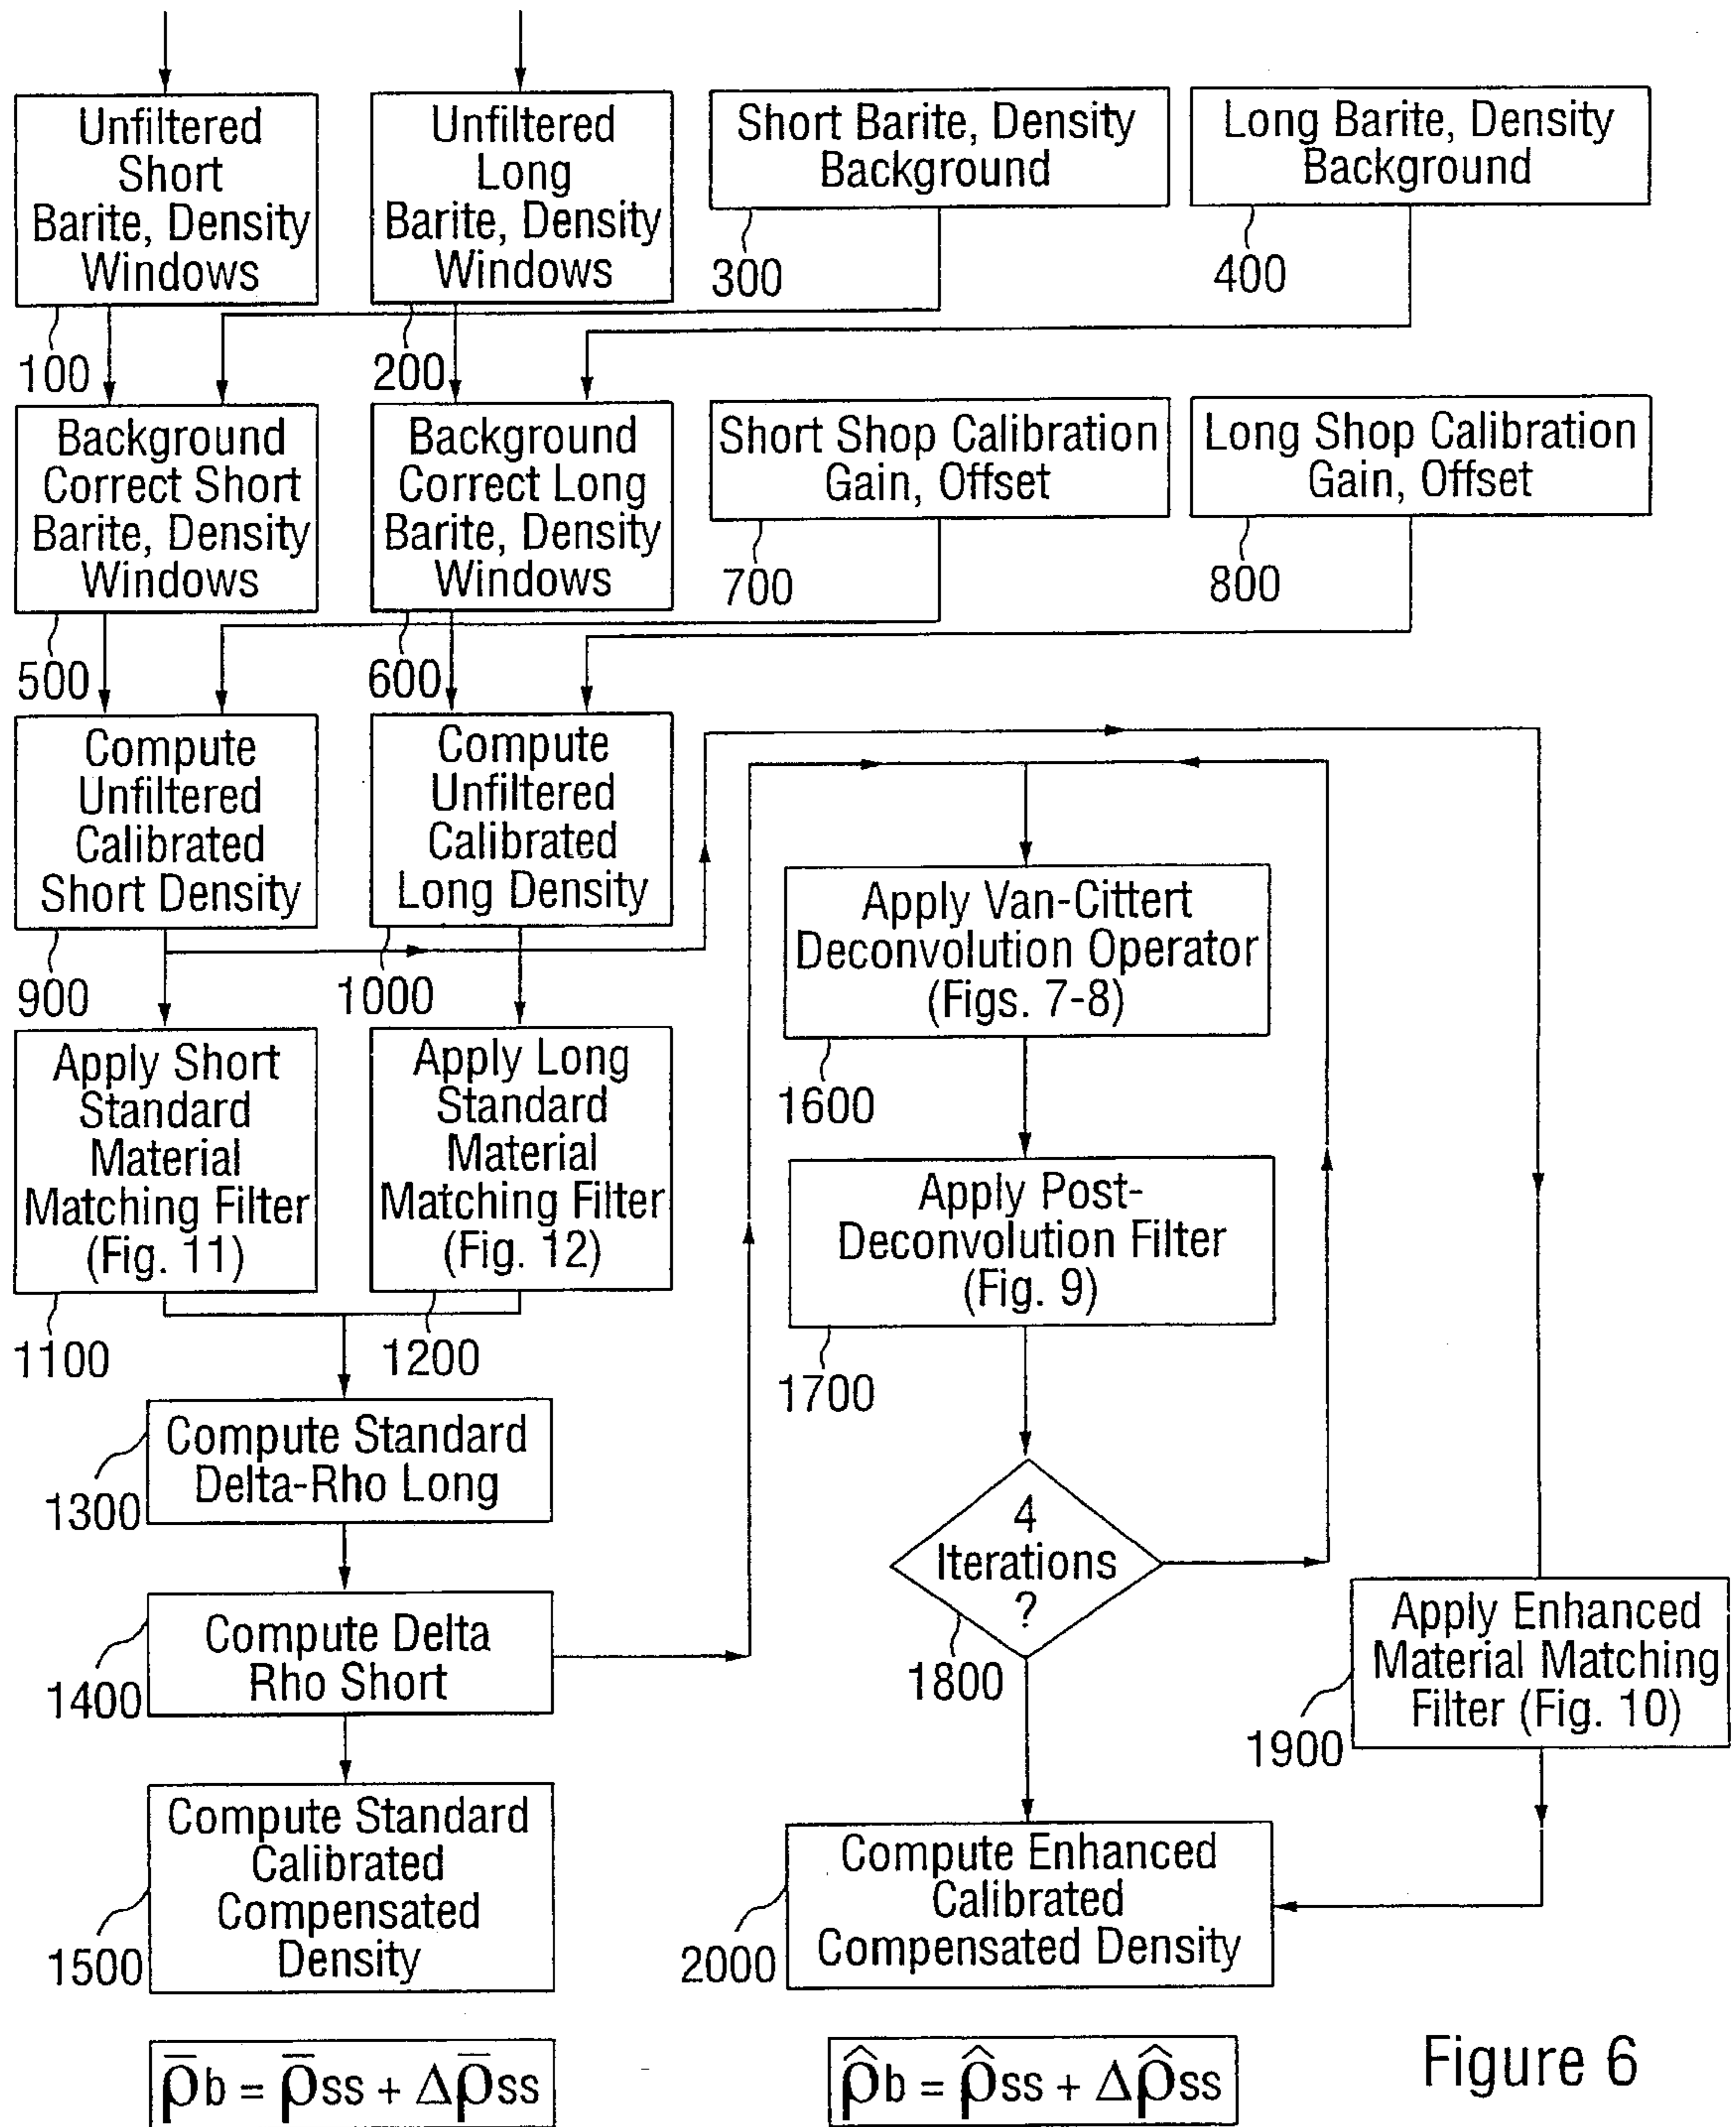 Unfiltered
Short
Barite, Density
Windows
100
Unfiltered
Long
Barite, Density
Windows
200
Short Barite, Density
Background
300
Long Barite, Density
Background
400
Background
Correct Short
Barite, Density
Windows
500
Background
Correct Long
Barite, Density
Windows
600
Short Shop Calibration
Gain, Offset
700
Long Shop Calibration
Gain, Offset
800
Compute
Unfiltered
Calibrated
Short Density
900
Compute
Unfiltered
Calibrated
Long Density
1000
Apply Short
Standard
Material
Matching Filter
(Fig. 11)
1100
Apply Long
Standard
Material
Matching Filter
(Fig. 12)
1200
Compute Standard
Delta-Rho Long
1300
Compute Delta
Rho Short
1400
Compute Standard
Calibrated
Compensated
Density
1500
Apply Van-Cittert
Deconvolution Operator
(Figs. 7-8)
1600
Apply Post-
Deconvolution Filter
(Fig. 9)
1700
4
Iterations
?
1800
Apply Enhanced
Material Matching
Filter (Fig. 10)
1900
Compute Enhanced
Calibrated
Compensated Density
2000
ρ̅b = ρ̅ss + Δρ̅ss
ρ̂b = ρ̂ss + Δρ̂ss
Figure 6